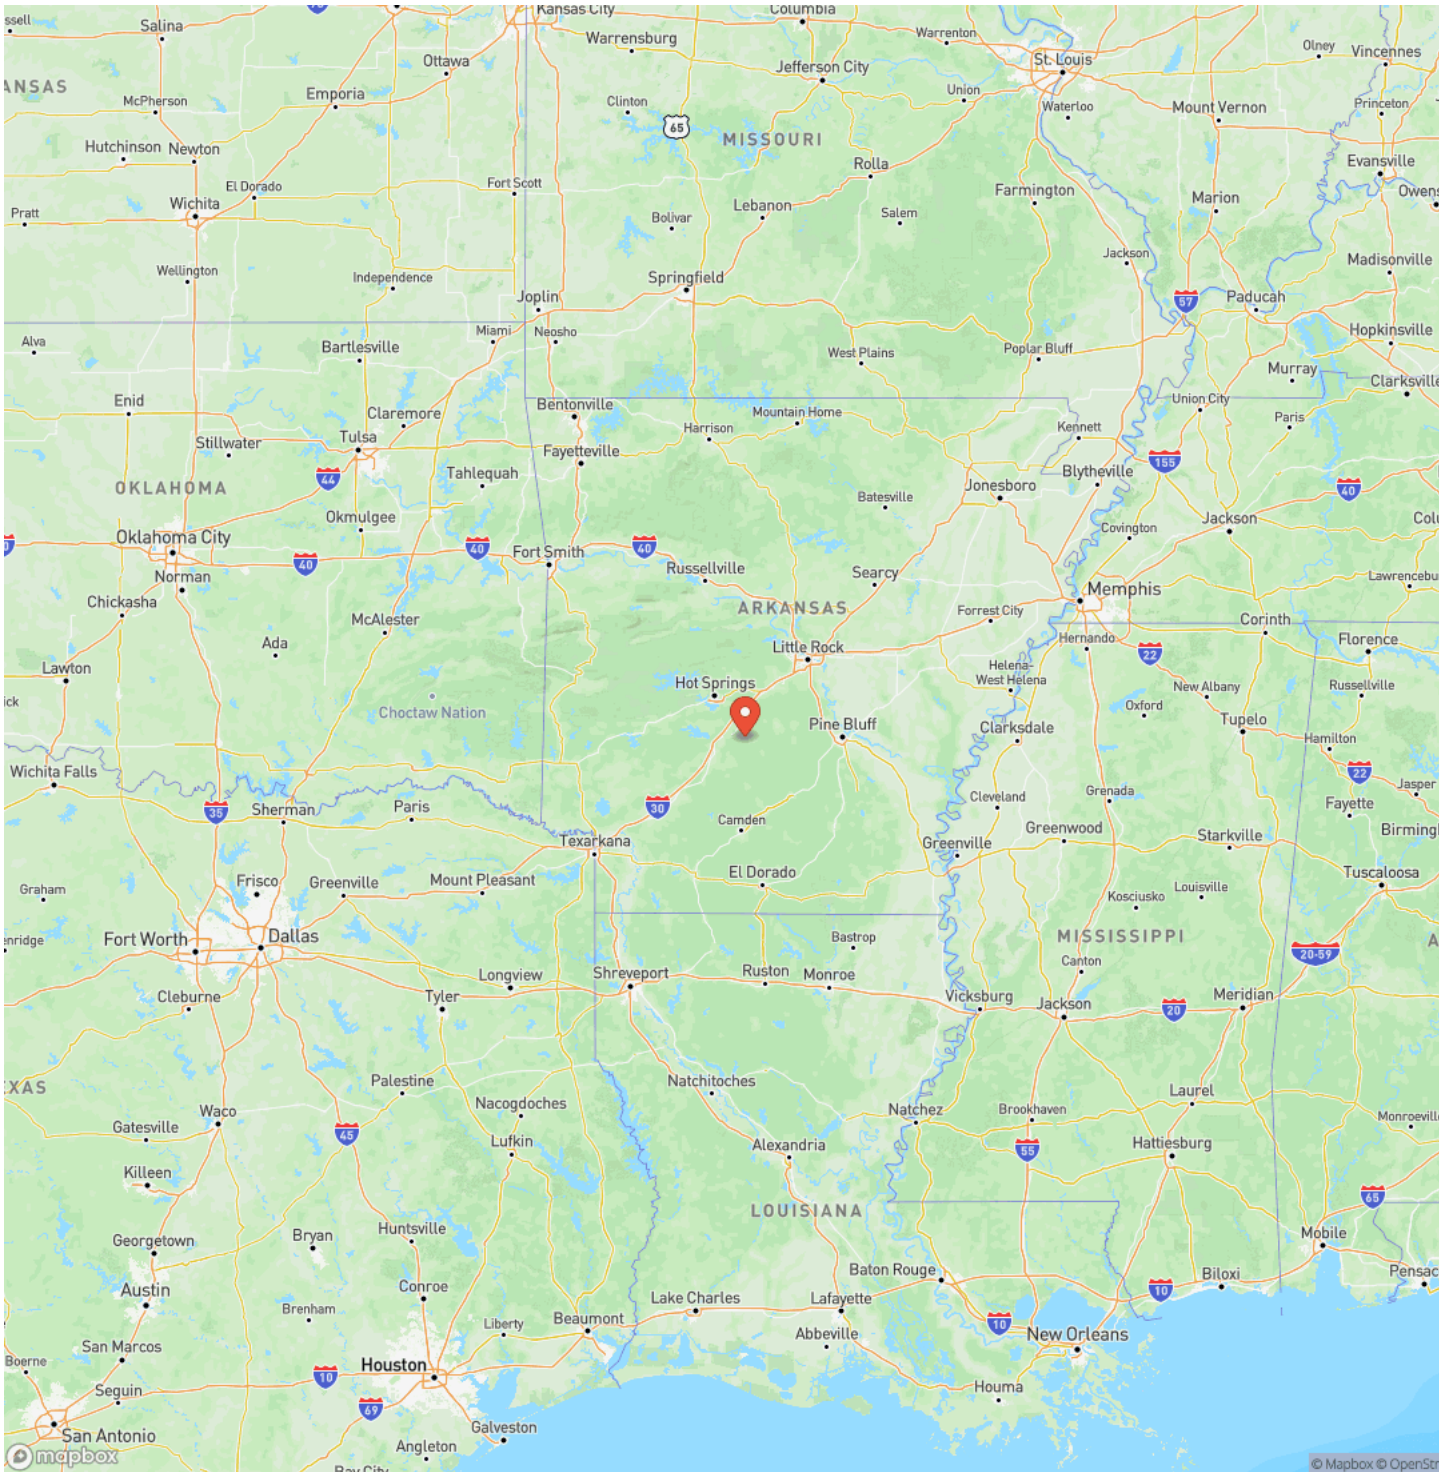 ssell
Salina
Kansas City
Columbia
Warrensburg
Warrenton
Olney
Vincennes
Ottawa
Jefferson City
St. Louis
ANSAS
McPherson
Emporia
Clinton
65
Union
Waterloo
Mount Vernon
Princeton
MISSOURI
Hutchinson
Newton
Rolla
Evansville
El Dorado
Fort Scott
Farmington
Marion
Owens
Pratt
Wichita
Bolivar
Lebanon
Salem
Wellington
Independence
Springfield
Jackson
Madisonville
Joplin
57
Paducah
Alva
Miami
Neosho
Hopkinsville
Bartlesville
West Plains
Poplar Bluff
Murray
Clarksville
Enid
Claremore
Bentonville
Mountain Home
Union City
Paris
Stillwater
Tulsa
Harrison
Kennett
Fayetteville
155
44
Tahlequah
Blytheville
OKLAHOMA
Jonesboro
40
Batesville
Okmulgee
Covington
Jackson
Colu
Oklahoma City
40
40
Fort Smith
40
Norman
Russellville
Searcy
Memphis
Lawrencebu
Chickasha
McAlester
ARKANSAS
Forrest City
Corinth
Ada
Little Rock
Hernando
22
Florence
Lawton
Helena-
West Helena
Hot Springs
New Albany
Russellville
ick
Choctaw Nation
Pine Bluff
Clarksdale
Oxford
Tupelo
Hamilton
Wichita Falls
22
Jasper
35
Sherman
Paris
30
Camden
Cleveland
Grenada
Fayette
Texarkana
Greenville
Greenwood
Starkville
Birmingh
Graham
Frisco
Greenville
Mount Pleasant
El Dorado
Tuscaloosa
Kosciusko
Louisville
enridge
Fort Worth
Dallas
Bastrop
MISSISSIPPI
A
20-59
Longview
Shreveport
Ruston
Monroe
Canton
Cleburne
Tyler
Vicksburg
Jackson
20
Meridian
EXAS
Palestine
Natchitoches
Laurel
Waco
Nacogdoches
Natchez
Brookhaven
Monroeville
Gatesville
45
Lufkin
Alexandria
55
Hattiesburg
Killeen
65
LOUISIANA
Georgetown
Bryan
Huntsville
Mobile
Austin
Conroe
Baton Rouge
Biloxi
Pensac
Brenham
Liberty
Beaumont
Lake Charles
Lafayette
10
San Marcos
Abbeville
10
New Orleans
Boerne
10
Houston
Seguin
69
Houma
San Antonio
Galveston
Angleton
mapbox
Bay City
© Mapbox © OpenStr